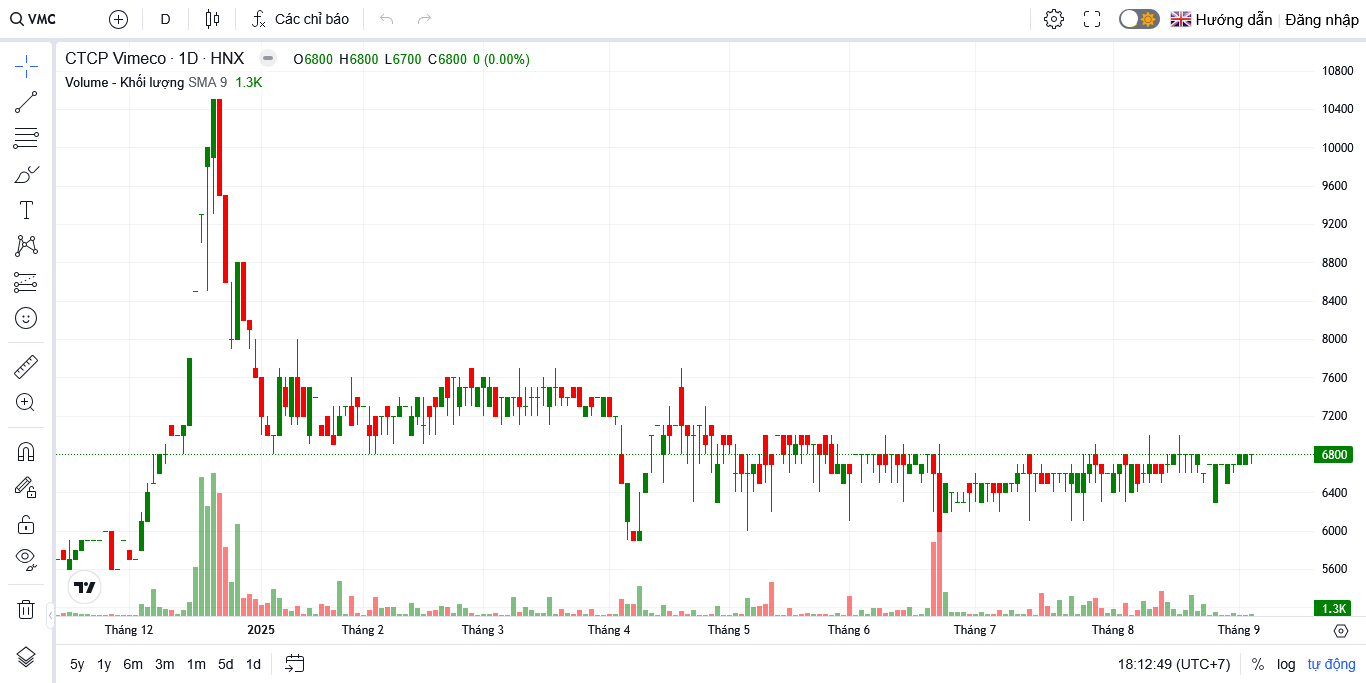 VMC D Các chỉ báo Hướng dẫn Đăng nhập
CTCP Vimeco · 1D · HNX O6800 H6800 L6700 C6800 0 (0.00%)
Volume - Khối lượng SMA 9 1.3K
10800
10400
10000
9600
9200
8800
8400
8000
7600
7200
6800
6400
6000
5600
1.3K
Tháng 12 2025 Tháng 2 Tháng 3 Tháng 4 Tháng 5 Tháng 6 Tháng 7 Tháng 8 Tháng 9
5y 1y 6m 3m 1m 5d 1d 18:12:49 (UTC+7) % log tự động